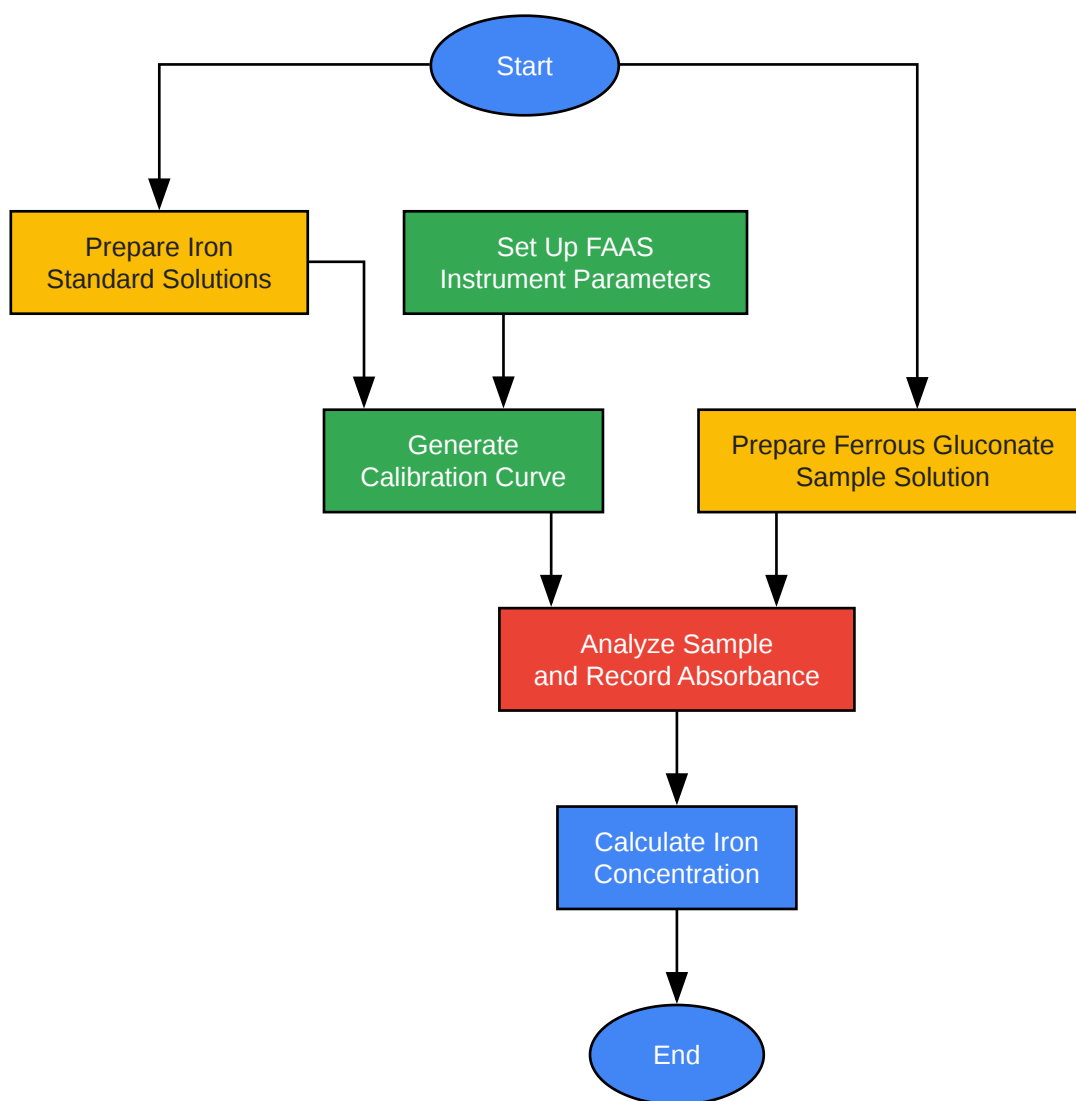 Start
Prepare Iron
Standard Solutions
Set Up FAAS
Instrument Parameters
Generate
Calibration Curve
Prepare Ferrous Gluconate
Sample Solution
Analyze Sample
and Record Absorbance
Calculate Iron
Concentration
End